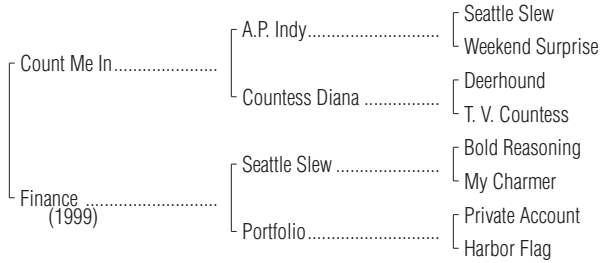 Seattle Slew
A.P. Indy
Weekend Surprise
Count Me In
Deerhound
Countess Diana
T. V. Countess
Bold Reasoning
Seattle Slew
My Charmer
Finance
(1999)
Private Account
Portfolio
Harbor Flag